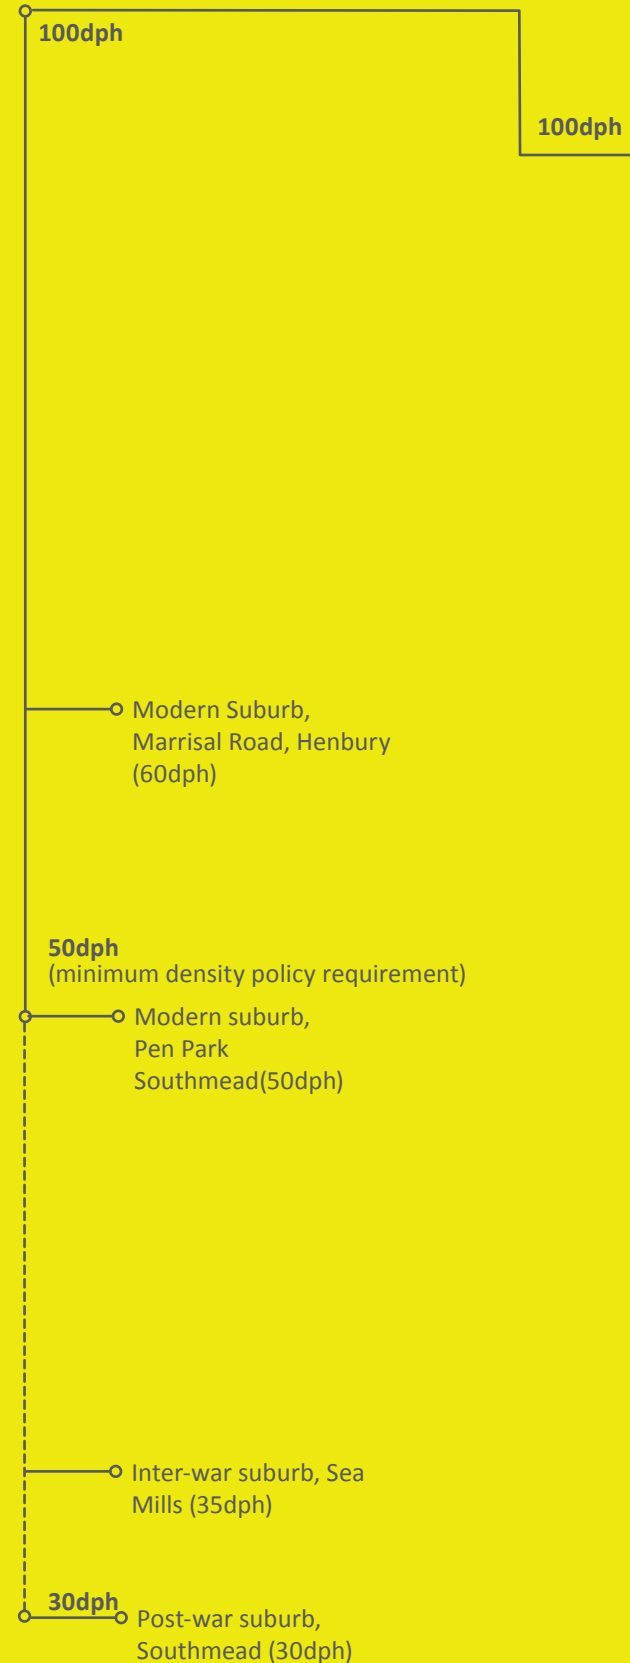 100dph
100dph
Modern Suburb,
Marrisal Road, Henbury
(60dph)
50dph
(minimum density policy requirement)
Modern suburb,
Pen Park
Southmead(50dph)
Inter-war suburb, Sea
Mills (35dph)
30dph
Post-war suburb,
Southmead (30dph)